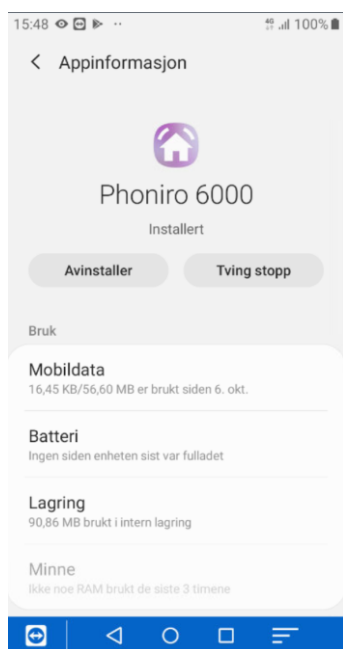 15:48 4G 100%
Appinformasjon
Phoniro 6000
Installert
Avinstaller Tving stopp
Bruk
Mobildata
16,45 KB/56,60 MB er brukt siden 6. okt.
Batteri
Ingen siden enheten sist var fulladet
Lagring
90,86 MB brukt i intern lagring
Minne
Ikke noe RAM brukt de siste 3 timene